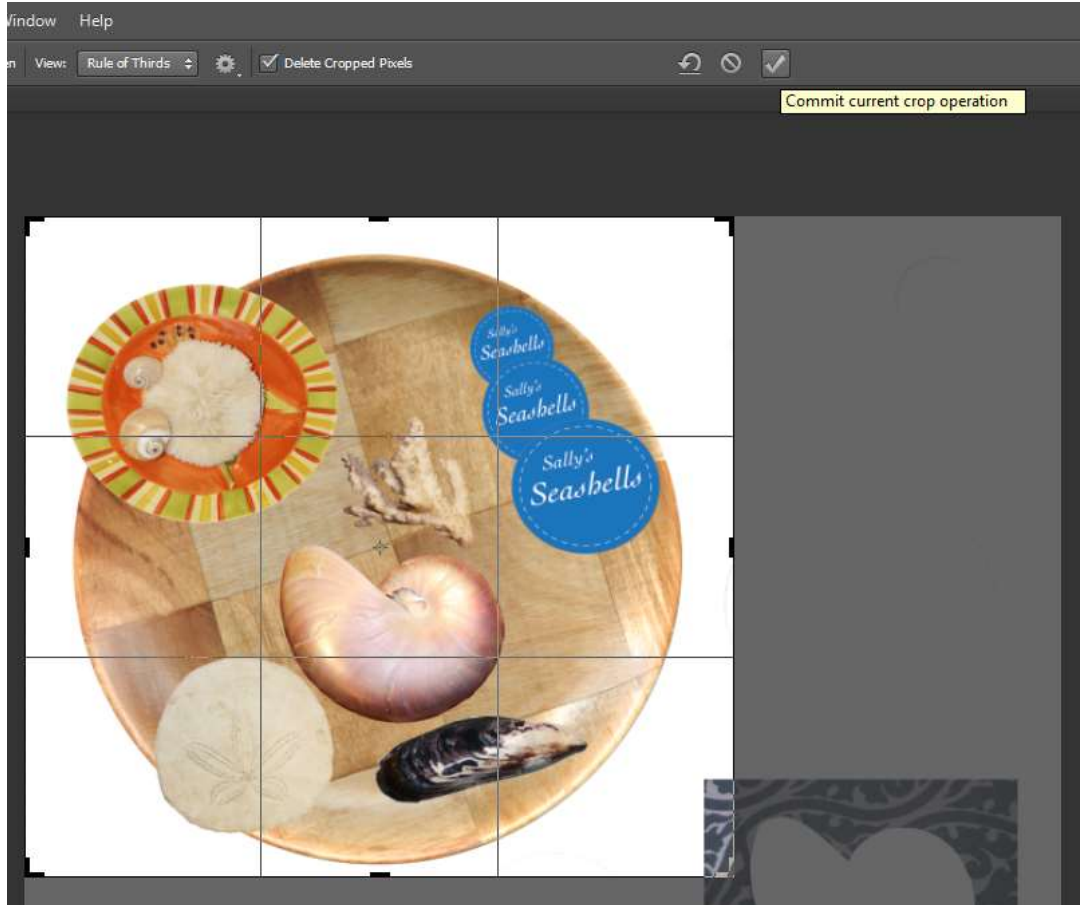 Window Help
en View: Rule of Thirds Delete Cropped Pixels
Commit current crop operation
Sally's
Seashells
Sally's
Seashells
Sally's
Seashells